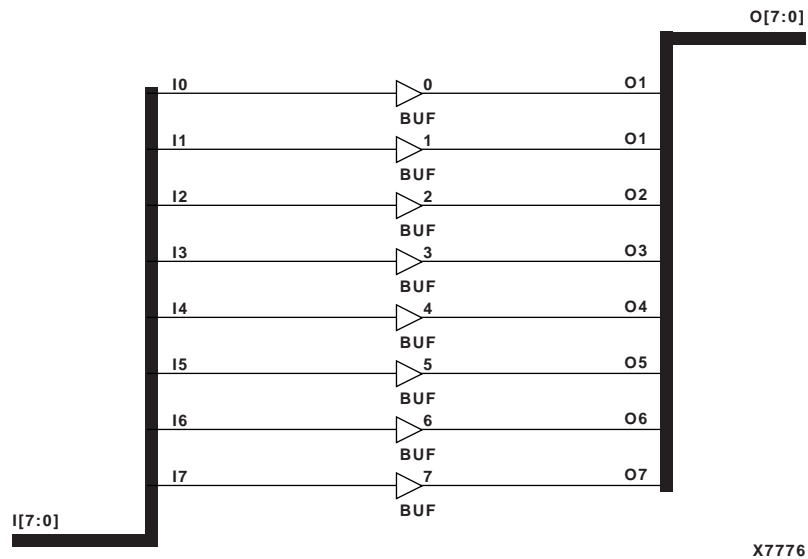 O[7:0]
I0 0 O1
BUF
I1 1 O1
BUF
I2 2 O2
BUF
I3 3 O3
BUF
I4 4 O4
BUF
I5 5 O5
BUF
I6 6 O6
BUF
I7 7 O7
BUF
I[7:0]
X7776